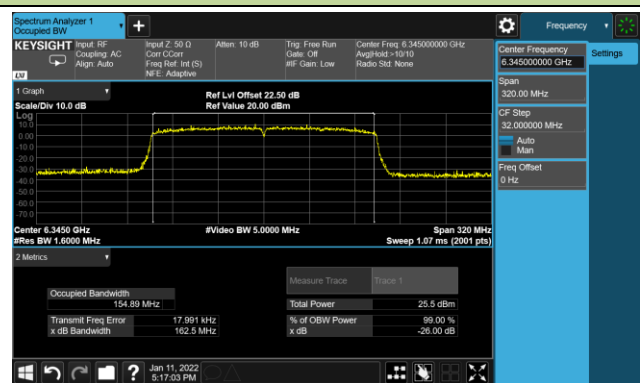 Spectrum Analyzer 1
Occupied BW
Frequency
KEYSIGHT
Input: RF
Coupling: AC
Align: Auto
Input Z: 50 Ω
Corr CCorr
Freq Ref: Int (S)
NFE: Adaptive
Atten: 10 dB
Trig: Free Run
Gate: Off
#IF Gain: Low
Center Freq: 6.345000000 GHz
Avg|Hold:>10/10
Radio Std: None
LXI
Center Frequency
6.345000000 GHz
Settings
Span
320.00 MHz
CF Step
32.000000 MHz
Auto
Man
Freq Offset
0 Hz
1 Graph
Scale/Div 10.0 dB
Ref Lvl Offset 22.50 dB
Ref Value 20.00 dBm
Log
10.0
0.00
-10.0
-20.0
-30.0
-40.0
-50.0
-60.0
-70.0
Center 6.3450 GHz
#Video BW 5.0000 MHz
Span 320 MHz
#Res BW 1.6000 MHz
Sweep 1.07 ms (2001 pts)
2 Metrics
Measure Trace
Trace 1
Occupied Bandwidth
154.89 MHz
Total Power
25.5 dBm
Transmit Freq Error
17.991 kHz
% of OBW Power
99.00 %
x dB Bandwidth
162.5 MHz
x dB
-26.00 dB
?
Jan 11, 2022
5:17:03 PM